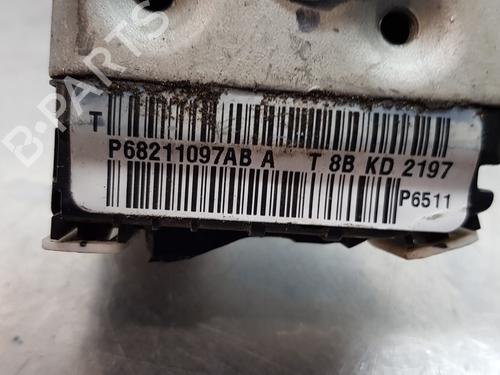 B-PARTS
T
P68211097AB A T 8B KD 2197
P6511